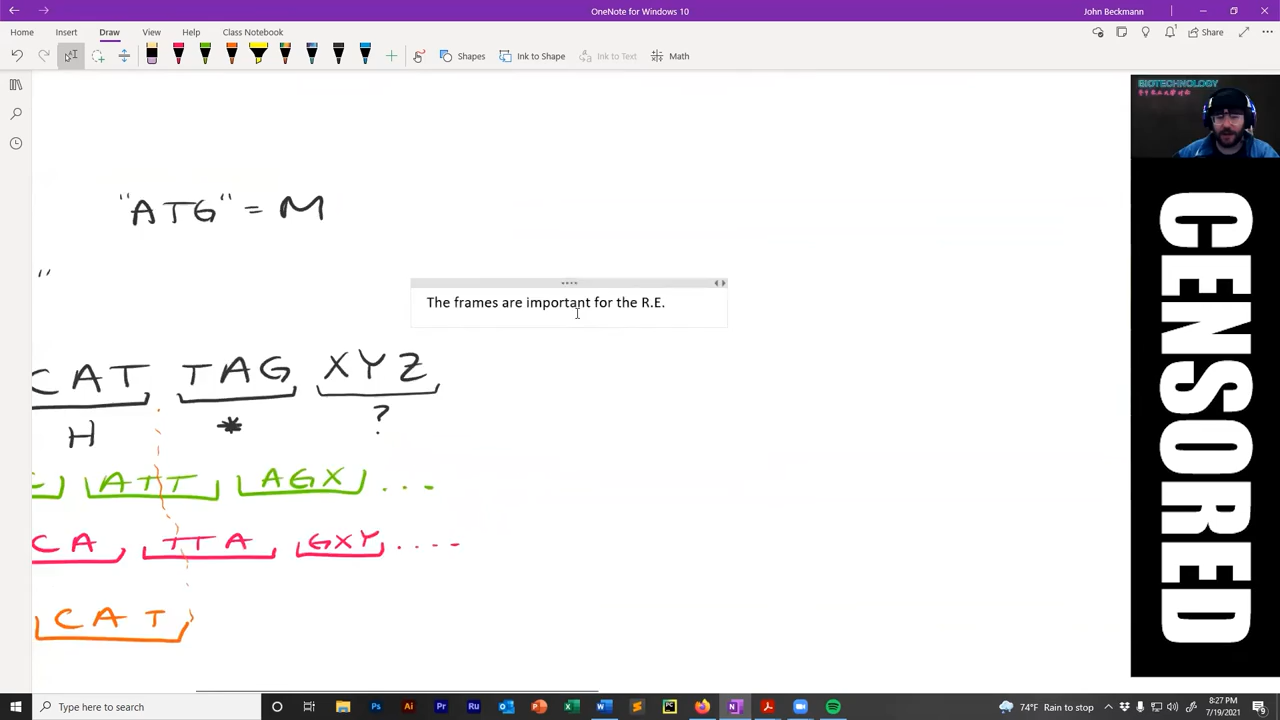 OneNote for Windows 10
John Beckmann
Home Insert Draw View Help Class Notebook
Share
Shapes Ink to Shape Ink to Text Math
BIOTECHNOLOGY
"ATG" = M
"
The frames are important for the R.E.
CAT TAG XYZ
H * ?
ATT AGX ...
CA TTA GXY ....
CAT
CENSORED
Type here to search
74°F Rain to stop
8:27 PM
7/19/2021